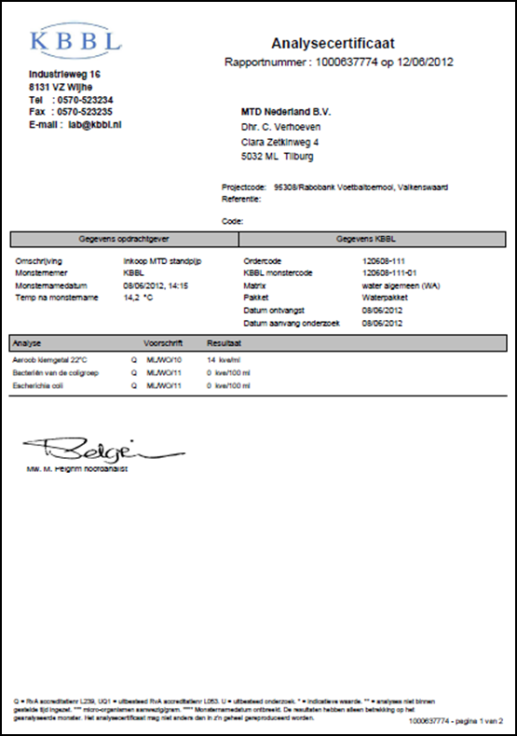 KBBL
Analysecertificaat
Rapportnummer : 1000637774 op 12/06/2012
Industrieweg 16
8131 VZ Wijhe
Tel : 0570-523234
Fax : 0570-523235
E-mail : lab@kbbl.nl
MTD Nederland B.V.
Dhr. C. Verhoeven
Clara Zetkinweg 4
5032 ML Tilburg
Projectcode: 95308/Rabobank Voetbaltoernooi, Valkenswaard
Referentie:
Code:
Gegevens opdrachtgever Gegevens KBBL
Omschrijving Inkoop MTD standpijp Ordercode 120608-111
Monsternemer KBBL KBBL monstercode 120608-111-01
Monsternamedatum 08/06/2012, 14:15 Matrix water algemeen (WA)
Temp na monstername 14,2 °C Pakket Waterpakket
Datum ontvangst 08/06/2012
Datum aanvang onderzoek 08/06/2012
Analyse Voorschrift Resultaat
Aeroob kiemgetal 22°C Q ML/WO/10 14 kve/ml
Bacteriën van de coligroep Q ML/WO/11 0 kve/100 ml
Escherichia coli Q ML/WO/11 0 kve/100 ml
Mw. M. Pelgrim hoofdanalist
Q = RvA accreditatienr L239, UQ1 = uitbesteed RvA accreditatienr L053. U = uitbesteed onderzoek. * = indicatieve waarde. ** = analyses niet binnen
gestelde tijd ingezet. *** micro-organismen aanwezig/gram. **** Monsternamedatum ontbreekt. De resultaten hebben alleen betrekking op het
geanalyseerde monster. Het analysecertificaat mag niet anders dan in z'n geheel gereproduceerd worden.
1000637774 - pagina 1 van 2